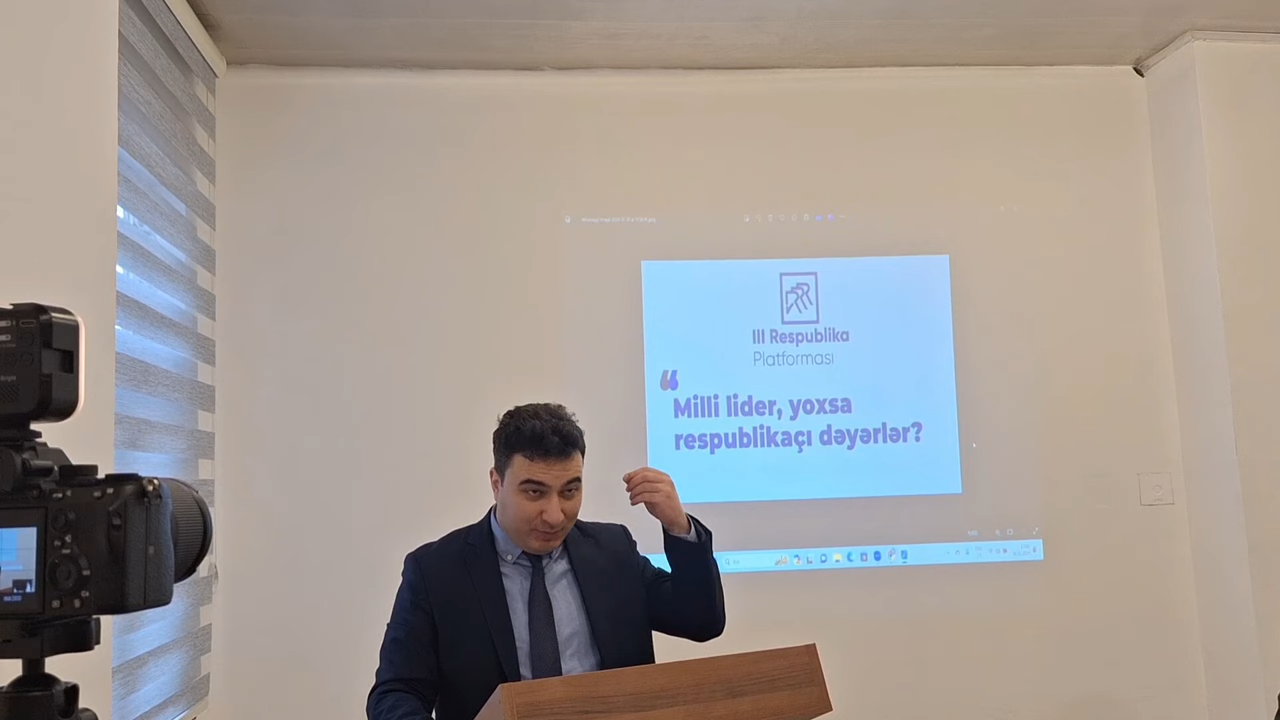 III Respublika
Platforması
“
Milli lider, yoxsa
respublikaçı dəyərlər?